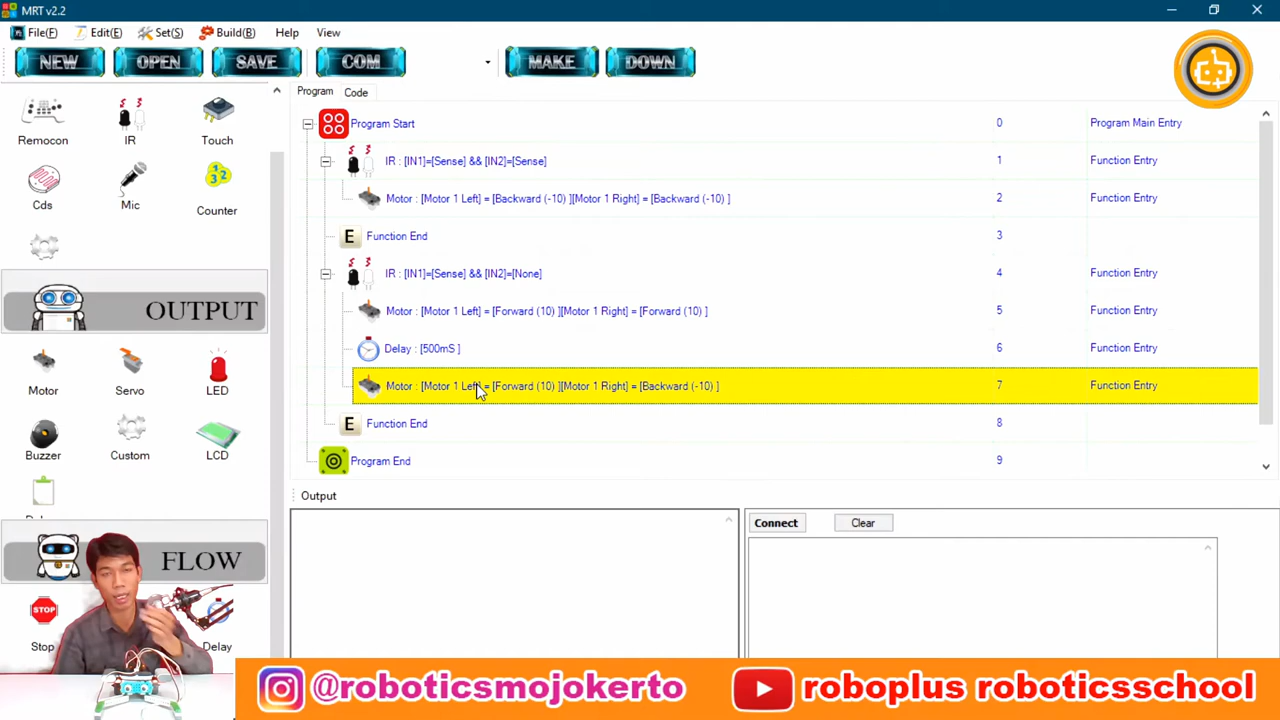 MRT v2.2
File(F) Edit(E) Set(S) Build(B) Help View
NEW OPEN SAVE COM MAKE DOWN
Program Code
Remocon IR Touch
Cds Mic Counter
OUTPUT
Motor Servo LED
Buzzer Custom LCD
FLOW
STOP
Stop Delay
Program Start 0 Program Main Entry
IR : [IN1]=[Sense] && [IN2]=[Sense] 1 Function Entry
Motor : [Motor 1 Left] = [Backward (-10) ][Motor 1 Right] = [Backward (-10) ] 2 Function Entry
E Function End 3
IR : [IN1]=[Sense] && [IN2]=[None] 4 Function Entry
Motor : [Motor 1 Left] = [Forward (10) ][Motor 1 Right] = [Forward (10) ] 5 Function Entry
Delay : [500mS ] 6 Function Entry
Motor : [Motor 1 Left] = [Forward (10) ][Motor 1 Right] = [Backward (-10) ] 7 Function Entry
E Function End 8
Program End 9
Output
Connect Clear
@roboticsmojokerto roboplus roboticsschool